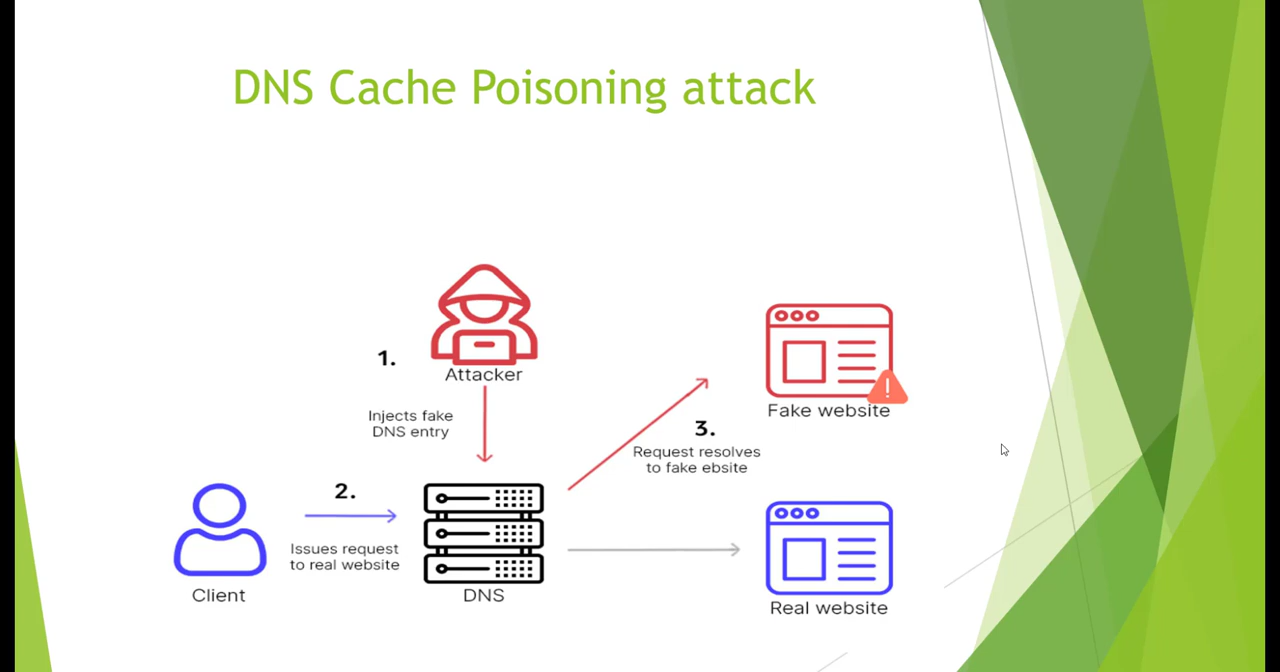 DNS Cache Poisoning attack
1.
Attacker
Injects fake
DNS entry
2.
Issues request
to real website
Client
DNS
3.
Request resolves
to fake ebsite
Fake website
!
Real website